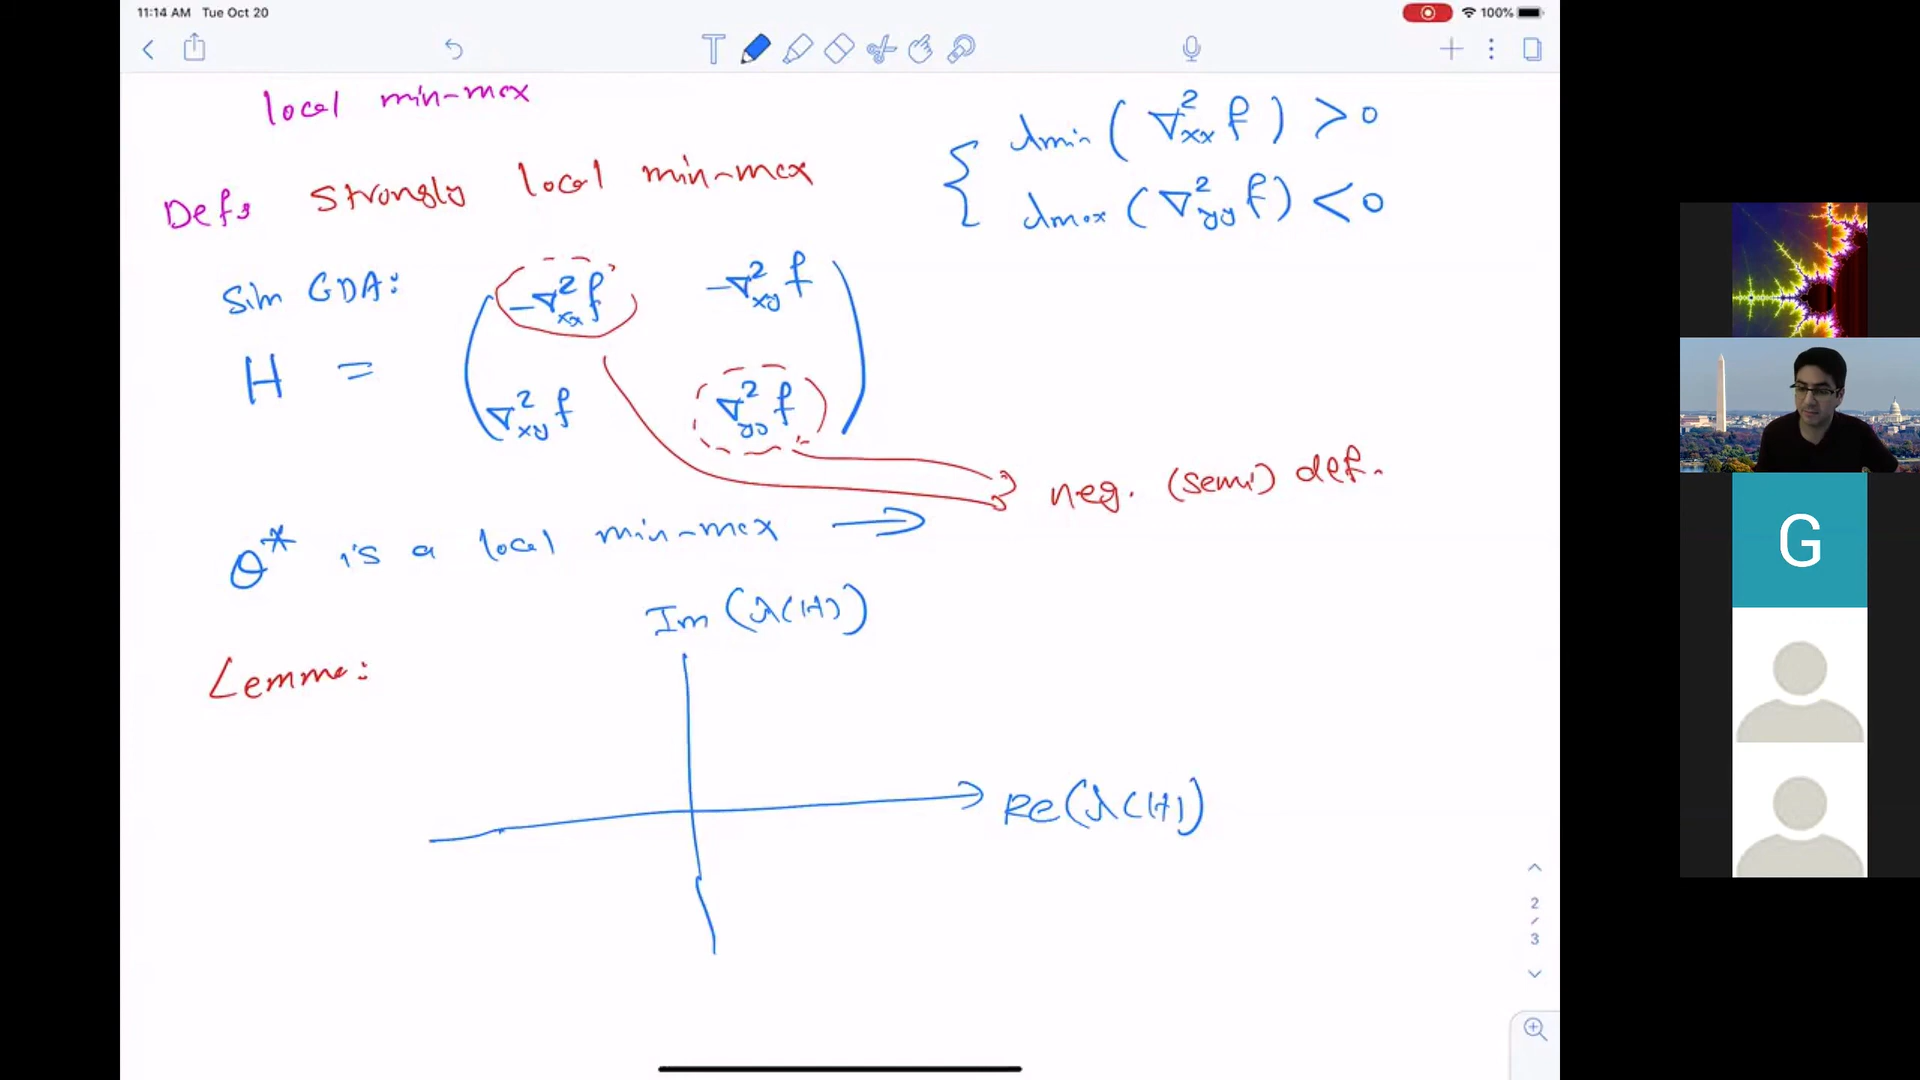 11:14 AM Tue Oct 20
100%
local min-max
λmin ( ∇²xx f ) > 0
Def: Strongly local min-max
λmax ( ∇²yy f ) < 0
Sim GDA:
-∇²xx f -∇²xy f
H =
∇²xy f ∇²yy f
neg. (semi) def.
θ* is a local min-max →
Im (λ(H))
Lemma:
Re(λ(H))
2
/
3
G